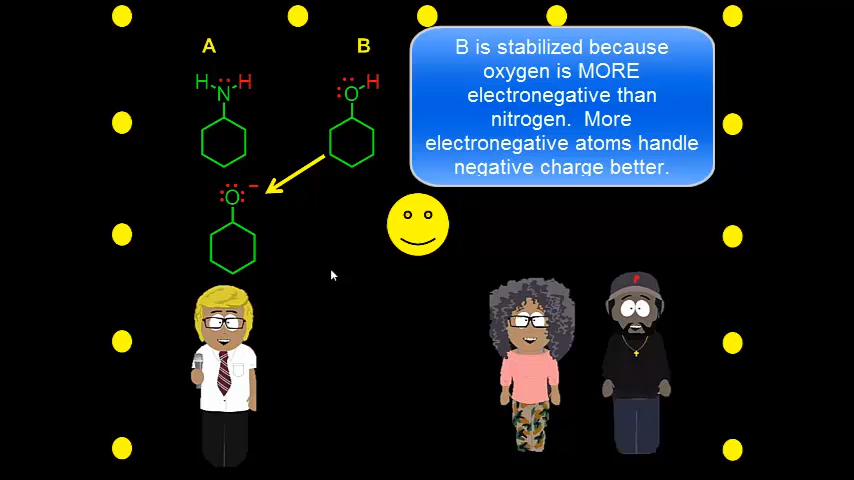 A
B
H N H
O H
B is stabilized because
oxygen is MORE
electronegative than
nitrogen.  More
electronegative atoms handle
negative charge better.
O −
P